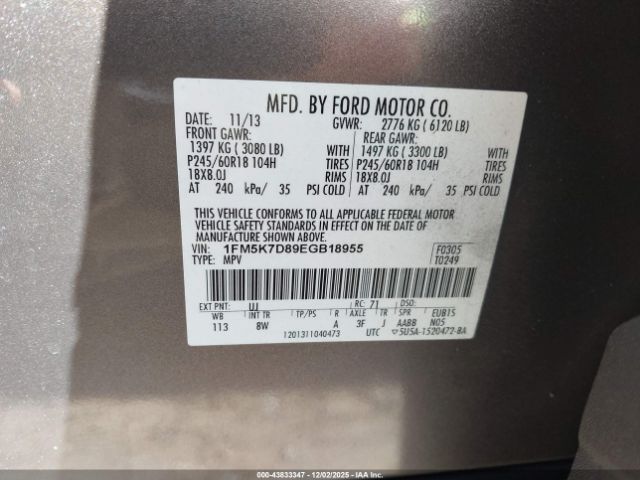 MFD. BY FORD MOTOR CO.
DATE: 11/13 GVWR: 2776 KG ( 6120 LB)
FRONT GAWR: REAR GAWR:
1397 KG ( 3080 LB) WITH 1497 KG ( 3300 LB) WITH
P245/60R18 104H TIRES P245/60R18 104H TIRES
18X8.0J RIMS 18X8.0J RIMS
AT 240 kPa/ 35 PSI COLD AT 240 kPa/ 35 PSI COLD
THIS VEHICLE CONFORMS TO ALL APPLICABLE FEDERAL MOTOR
VEHICLE SAFETY STANDARDS IN EFFECT ON THE DATE OF
MANUFACTURE SHOWN ABOVE.
VIN: 1FM5K7D89EGB18955 F0305
TYPE: MPV T0249
EXT PNT: UJ RC: 71 DSO:
WB INT TR TP/PS R AXLE TR SPR EUB15
113 8W A 3F J AABB N05
1201311040473 UTC ▽5USA-1520472-BA
000-43833347 • 12/02/2025 • IAAI.COM